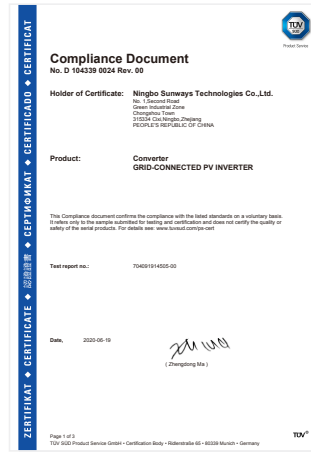 ZERTIFIKAT ◆ CERTIFICATE ◆ 認證證書 ◆ СЕРТИФИКАТ ◆ CERTIFICADO ◆ CERTIFICAT
TÜV
SÜD
Product Service
Compliance Document
No. D 104339 0024 Rev. 00
Holder of Certificate: Ningbo Sunways Technologies Co.,Ltd.
No. 1,Second Road
Green Industrial Zone
Chongshou Town
315334 Cixi,Ningbo,Zhejiang
PEOPLE'S REPUBLIC OF CHINA
Product: Converter
GRID-CONNECTED PV INVERTER
This Compliance document confirms the compliance with the listed standards on a voluntary basis.
It refers only to the sample submitted for testing and certification and does not certify the quality or
safety of the serial products. For details see: www.tuvsud.com/ps-cert
Test report no.: 704091914505-00
Date, 2020-06-19
( Zhengdong Ma )
Page 1 of 3
TÜV SÜD Product Service GmbH • Certification Body • Ridlerstraße 65 • 80339 Munich • Germany
TÜV®